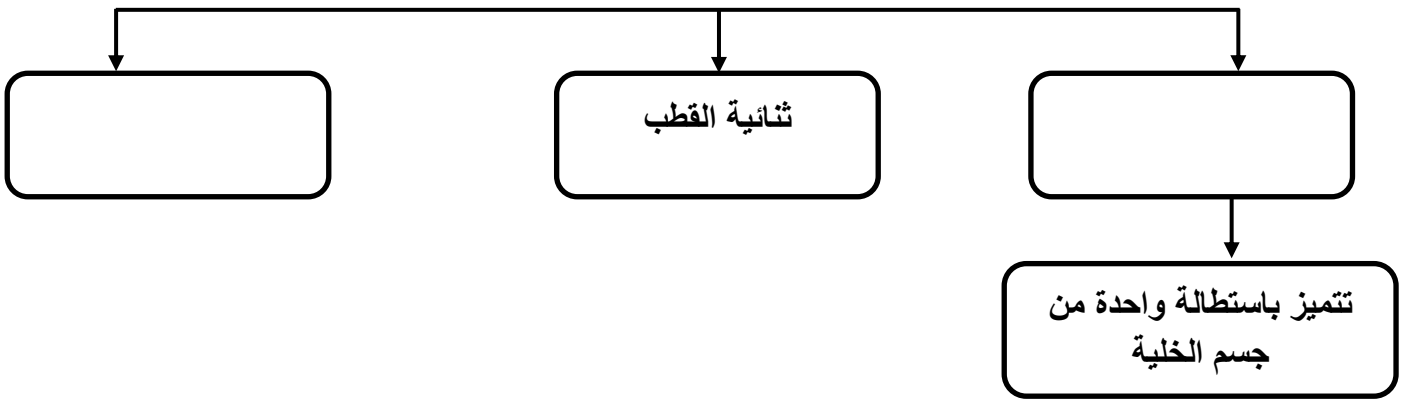 ثنائية القطب
تتميز باستطالة واحدة من
جسم الخلية